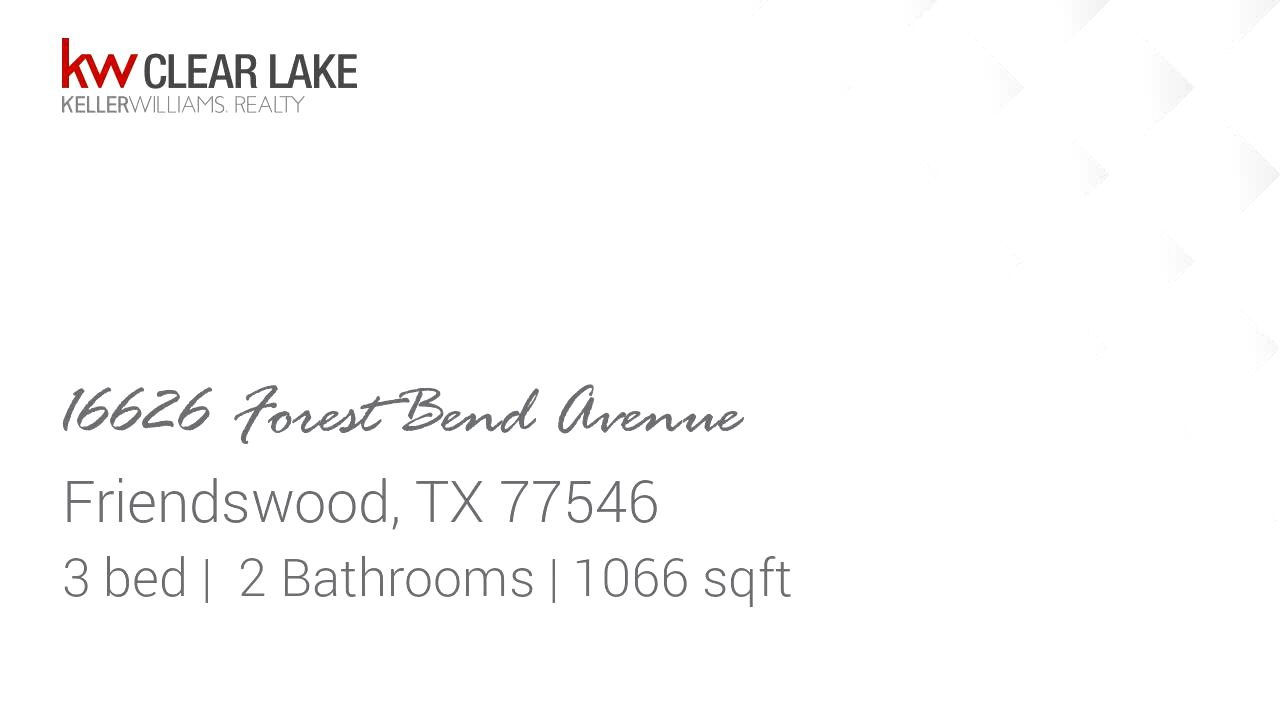 kw CLEAR LAKE
KELLERWILLIAMS. REALTY
16626 Forest Bend Avenue
Friendswood, TX 77546
3 bed | 2 Bathrooms | 1066 sqft